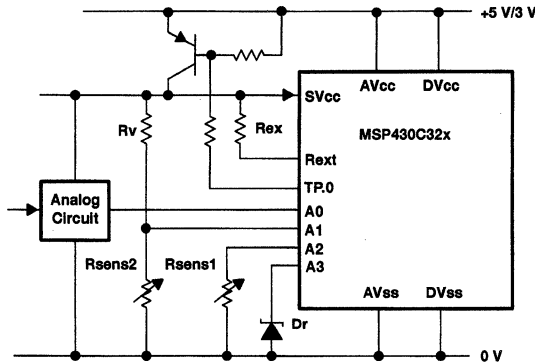 +5 V/3 V
AVcc DVcc
SVcc
MSP430C32x
Rv Rex
Rext
TP.0
Analog
Circuit
A0
A1
Rsens2 Rsens1 A2
A3
AVss DVss
Dr
0 V